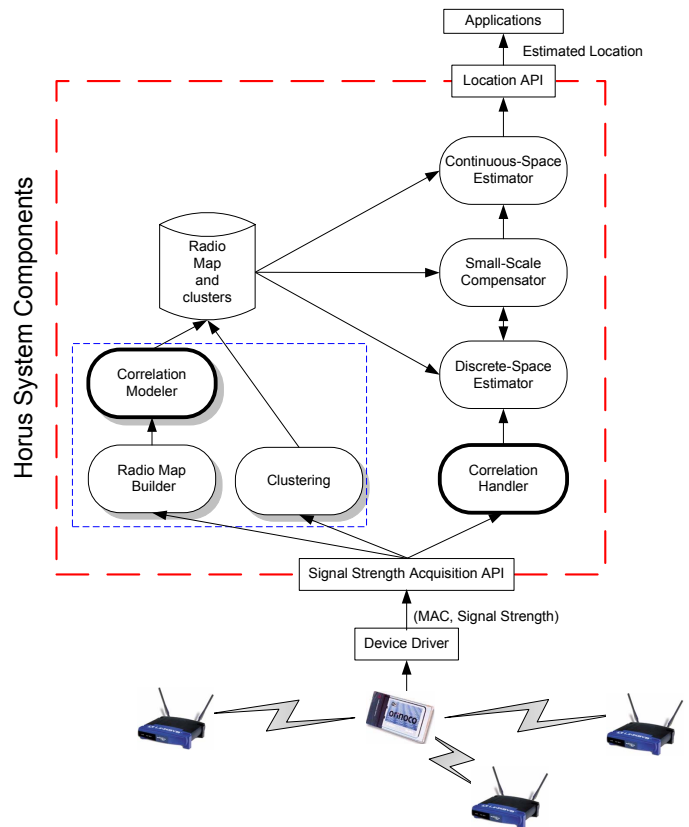 Applications
Estimated Location
Location API
Horus System Components
Continuous-Space
Estimator
Radio
Map
and
clusters
Small-Scale
Compensator
Correlation
Modeler
Discrete-Space
Estimator
Radio Map
Builder
Clustering
Correlation
Handler
Signal Strength Acquisition API
(MAC, Signal Strength)
Device Driver
ORiNOCO